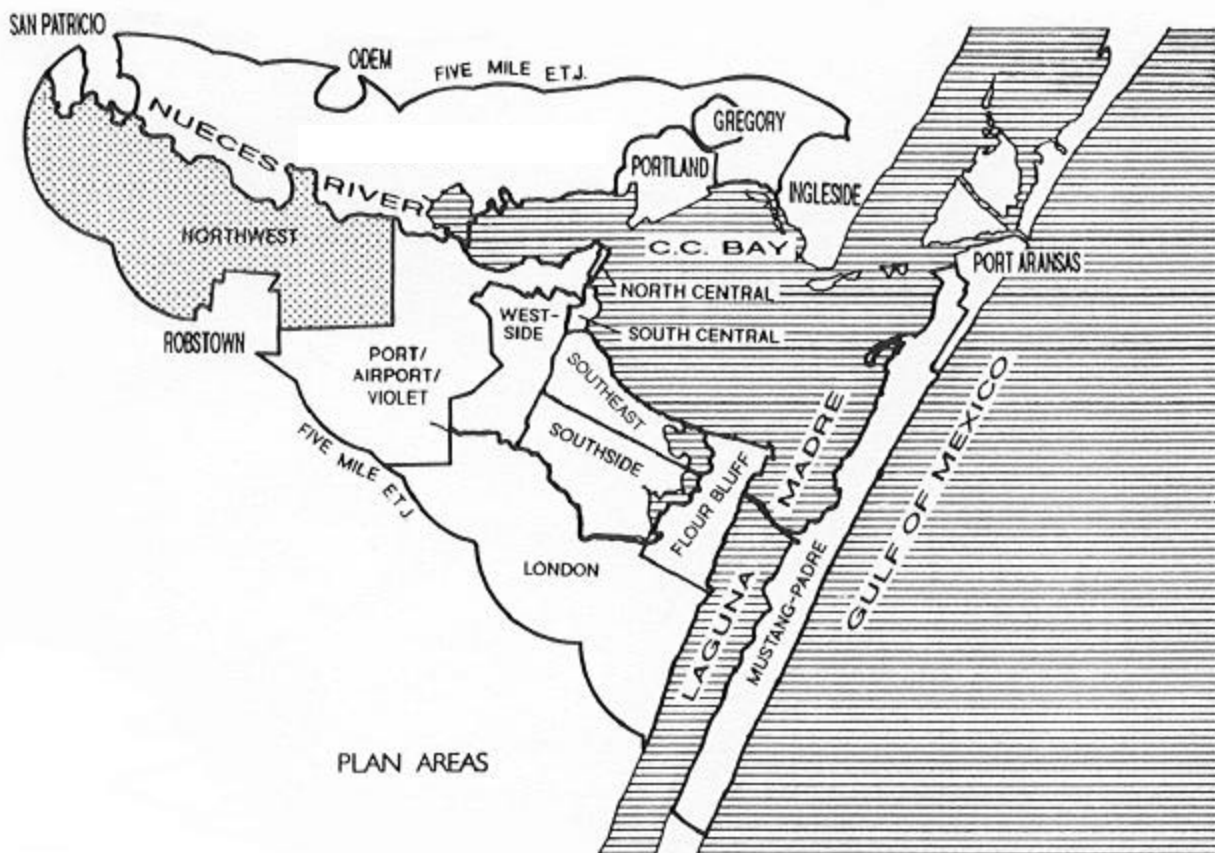 SAN PATRICIO
ODEM
FIVE MILE E.T.J.
NUECES
RIVER
GREGORY
PORTLAND
INGLESIDE
NORTHWEST
C.C. BAY
PORT ARANSAS
NORTH CENTRAL
WEST-
SIDE
SOUTH CENTRAL
ROBSTOWN
PORT/
AIRPORT/
VIOLET
SOUTHEAST
SOUTHSIDE
FIVE MILE E.T.J.
FLOUR BLUFF
LONDON
LAGUNA
MADRE
MUSTANG-PADRE
GULF OF MEXICO
PLAN AREAS